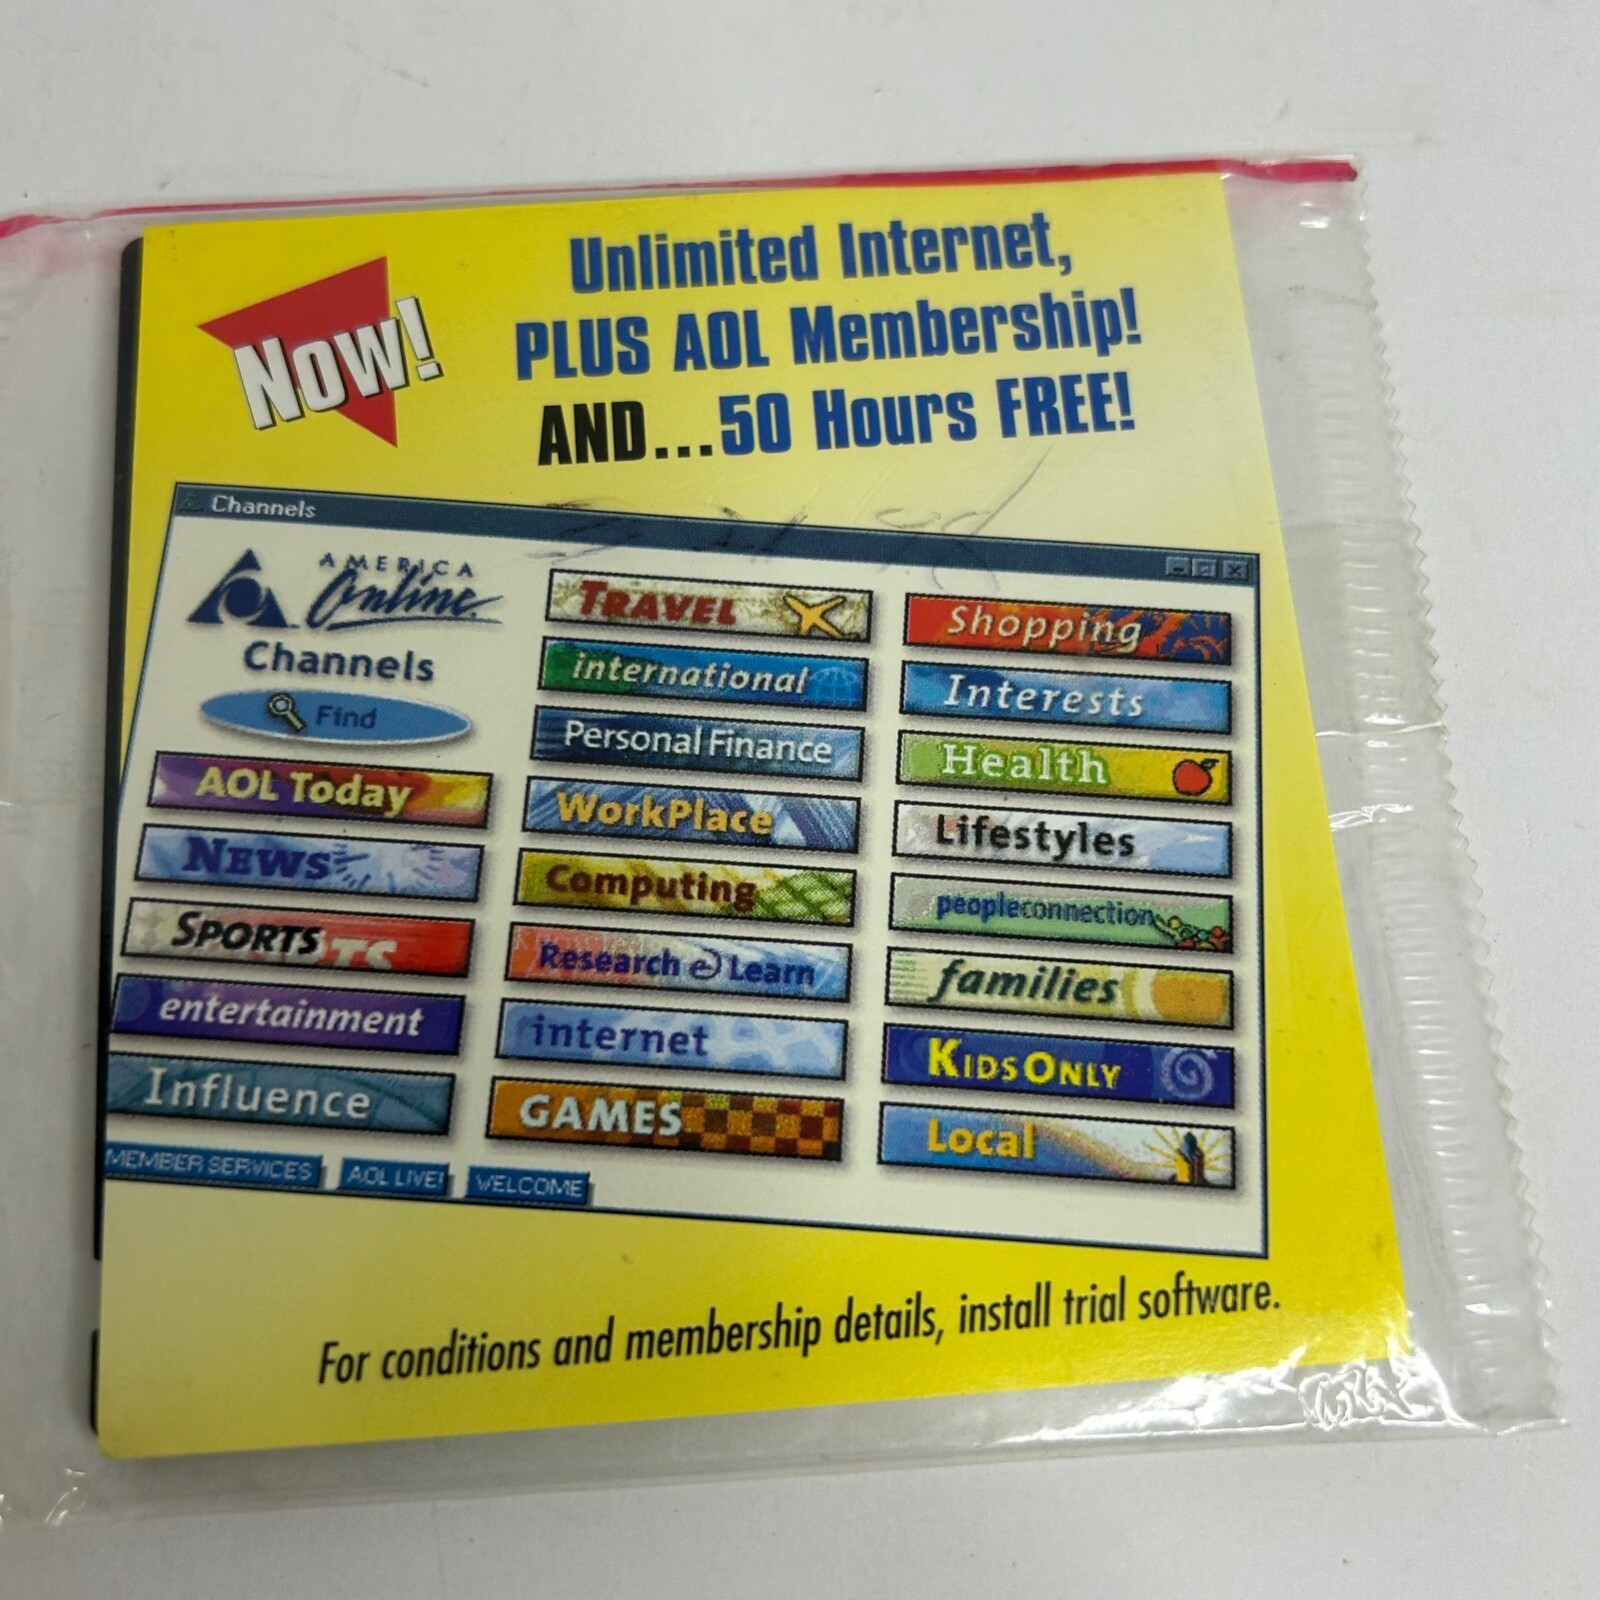 Now!
Unlimited Internet,
PLUS AOL Membership!
AND...50 Hours FREE!
Channels
AMERICA
Online
Channels
Find
AOL Today
NEWS
SPORTS
TS
entertainment
Influence
TRAVEL
international
Personal Finance
WorkPlace
Computing
Research & Learn
internet
GAMES
Shopping
Interests
Health
Lifestyles
peopleconnection
families
KIDS ONLY
Local
MEMBER SERVICES
AOL LIVE!
WELCOME
For conditions and membership details, install trial software.